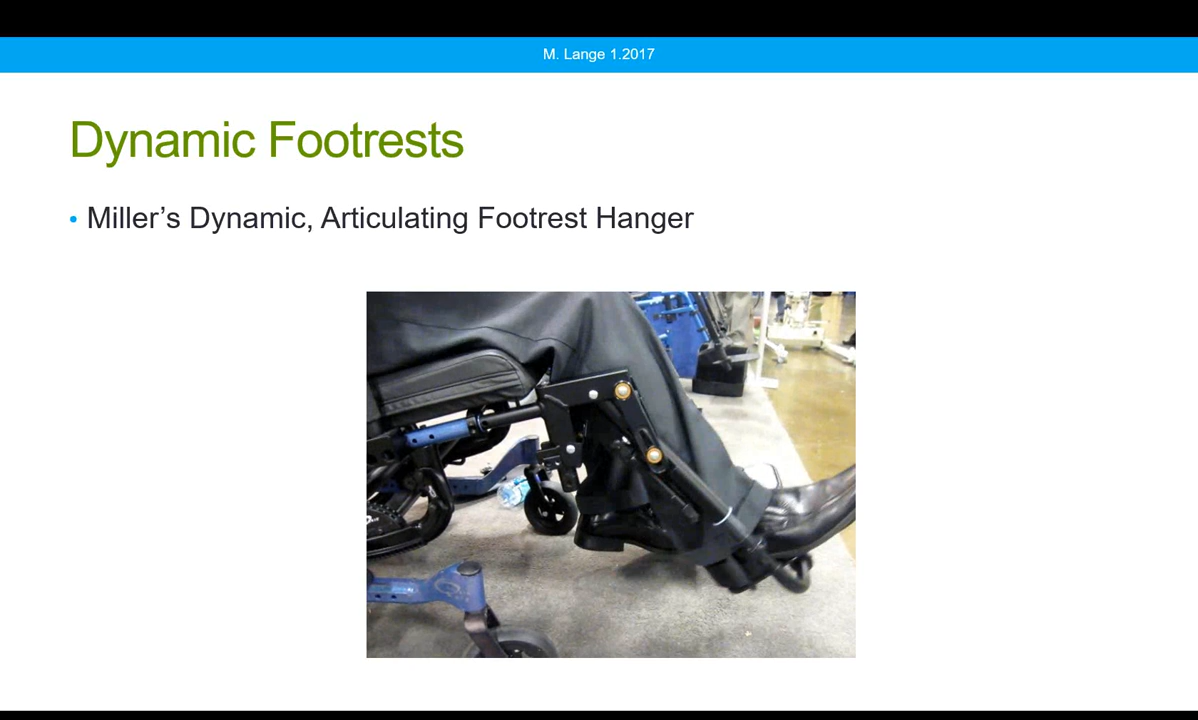 M. Lange 1.2017
Dynamic Footrests
• Miller’s Dynamic, Articulating Footrest Hanger